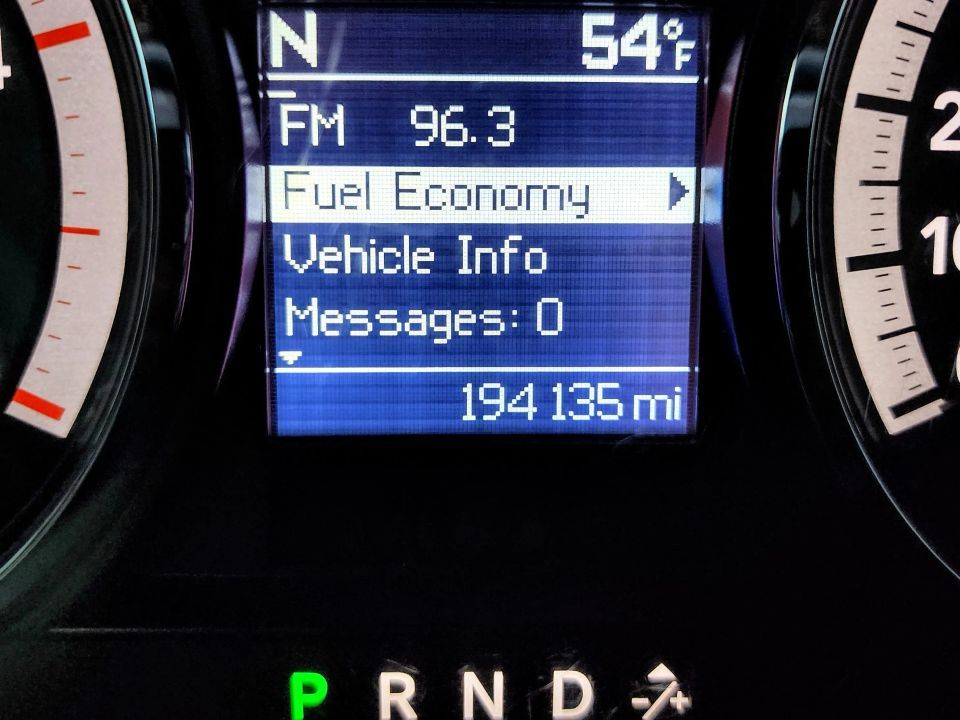 N 54°F
FM 96.3
Fuel Economy
Vehicle Info
Messages: 0
194 135 mi
P R N D -/+